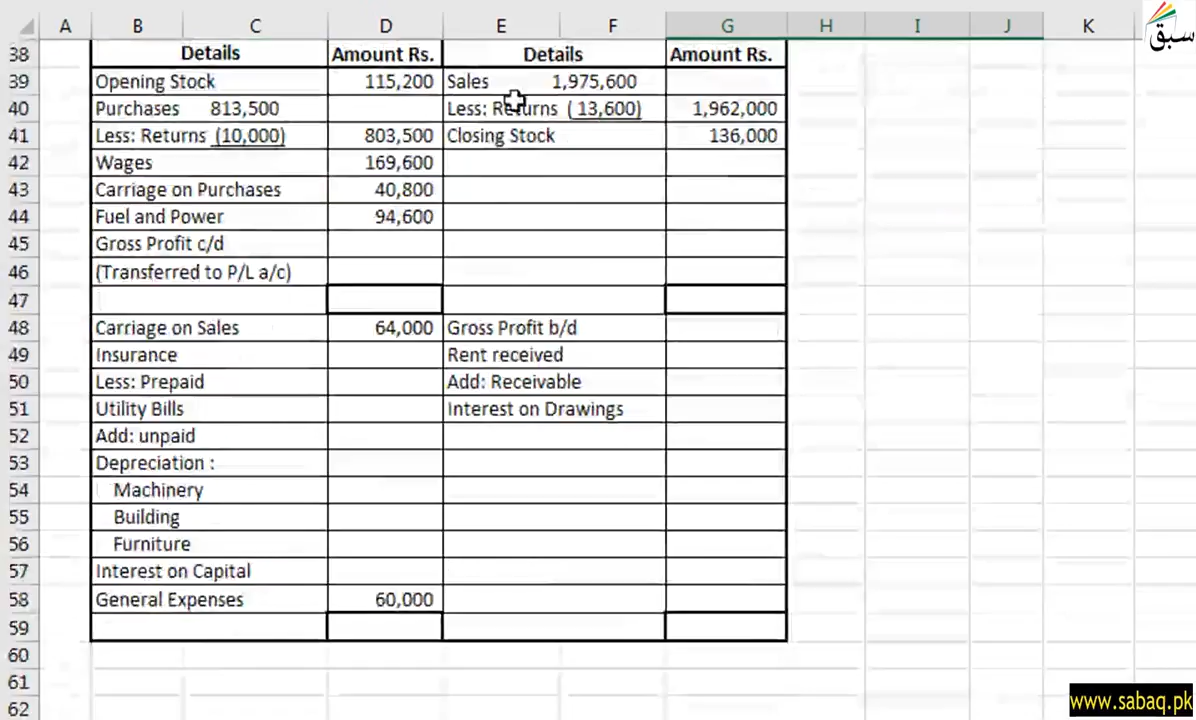 سبق
A B C D E F G H I J K
38 Details Amount Rs. Details Amount Rs.
39 Opening Stock 115,200 Sales 1,975,600
40 Purchases 813,500 Less: Returns ( 13,600) 1,962,000
41 Less: Returns (10,000) 803,500 Closing Stock 136,000
42 Wages 169,600
43 Carriage on Purchases 40,800
44 Fuel and Power 94,600
45 Gross Profit c/d
46 (Transferred to P/L a/c)
47
48 Carriage on Sales 64,000 Gross Profit b/d
49 Insurance Rent received
50 Less: Prepaid Add: Receivable
51 Utility Bills Interest on Drawings
52 Add: unpaid
53 Depreciation :
54 Machinery
55 Building
56 Furniture
57 Interest on Capital
58 General Expenses 60,000
59
60
61
62
www.sabaq.pk